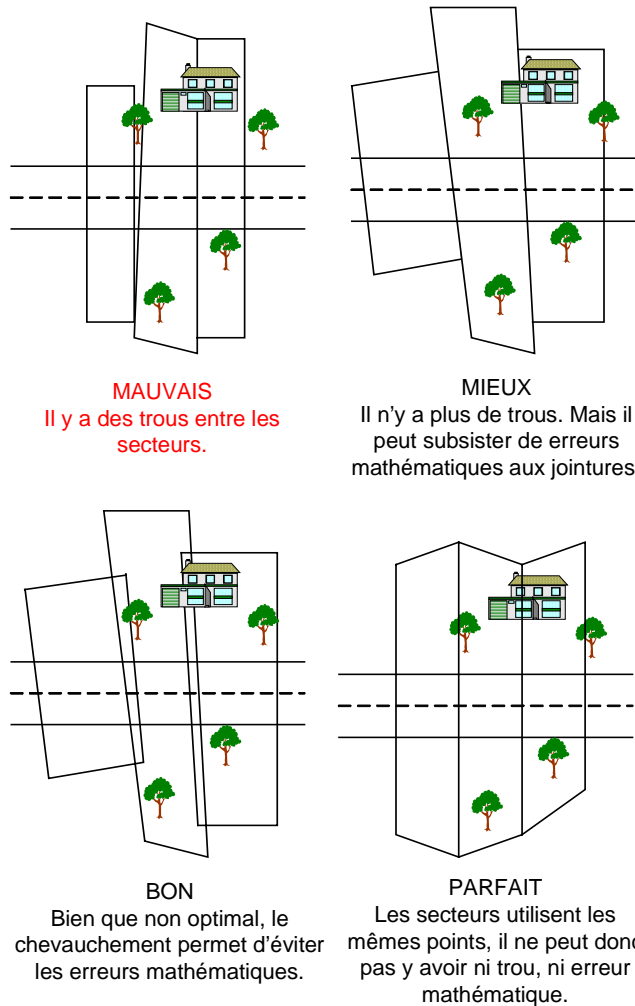 MAUVAIS
Il y a des trous entre les
secteurs.
MIEUX
Il n'y a plus de trous. Mais il
peut subsister de erreurs
mathématiques aux jointures
BON
Bien que non optimal, le
chevauchement permet d'éviter
les erreurs mathématiques.
PARFAIT
Les secteurs utilisent les
mêmes points, il ne peut donc
pas y avoir ni trou, ni erreur
mathématique.